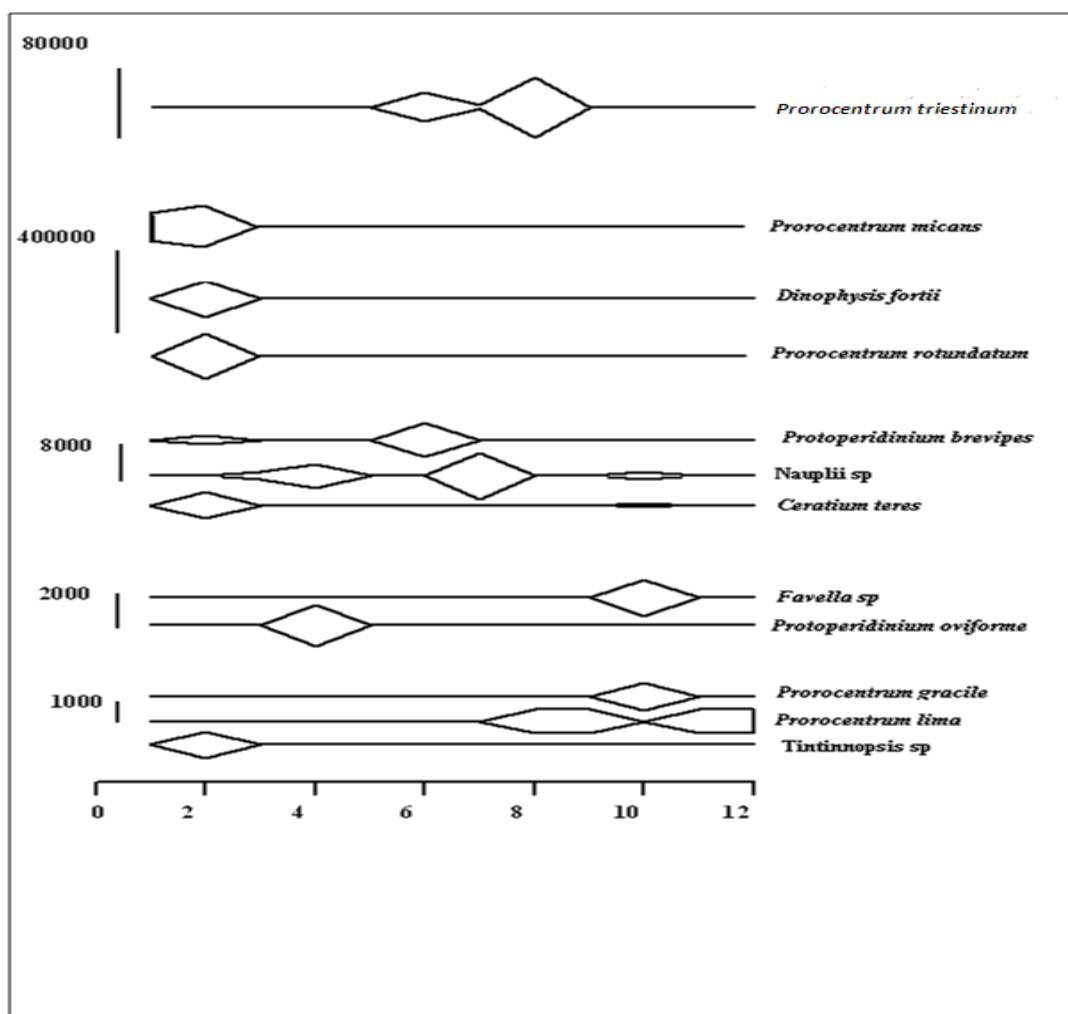 80000
Prorocentrum triestinum
Prorocentrum micans
400000
Dinophysis fortii
Prorocentrum rotundatum
Protoperidinium brevipes
8000
Nauplii sp
Ceratium teres
2000
Favella sp
Protoperidinium oviforme
Prorocentrum gracile
1000
Prorocentrum lima
Tintinnopsis sp
0 2 4 6 8 10 12